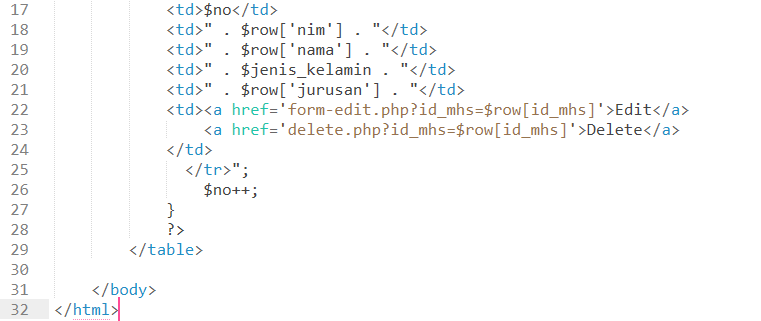 17 <td>$no</td>
18 <td>" . $row['nim'] . "</td>
19 <td>" . $row['nama'] . "</td>
20 <td>" . $jenis_kelamin . "</td>
21 <td>" . $row['jurusan'] . "</td>
22 <td><a href='form-edit.php?id_mhs=$row[id_mhs]'>Edit</a>
23 <a href='delete.php?id_mhs=$row[id_mhs]'>Delete</a>
24 </td>
25 </tr>";
26 $no++;
27 }
28 ?>
29 </table>
30
31 </body>
32 </html>